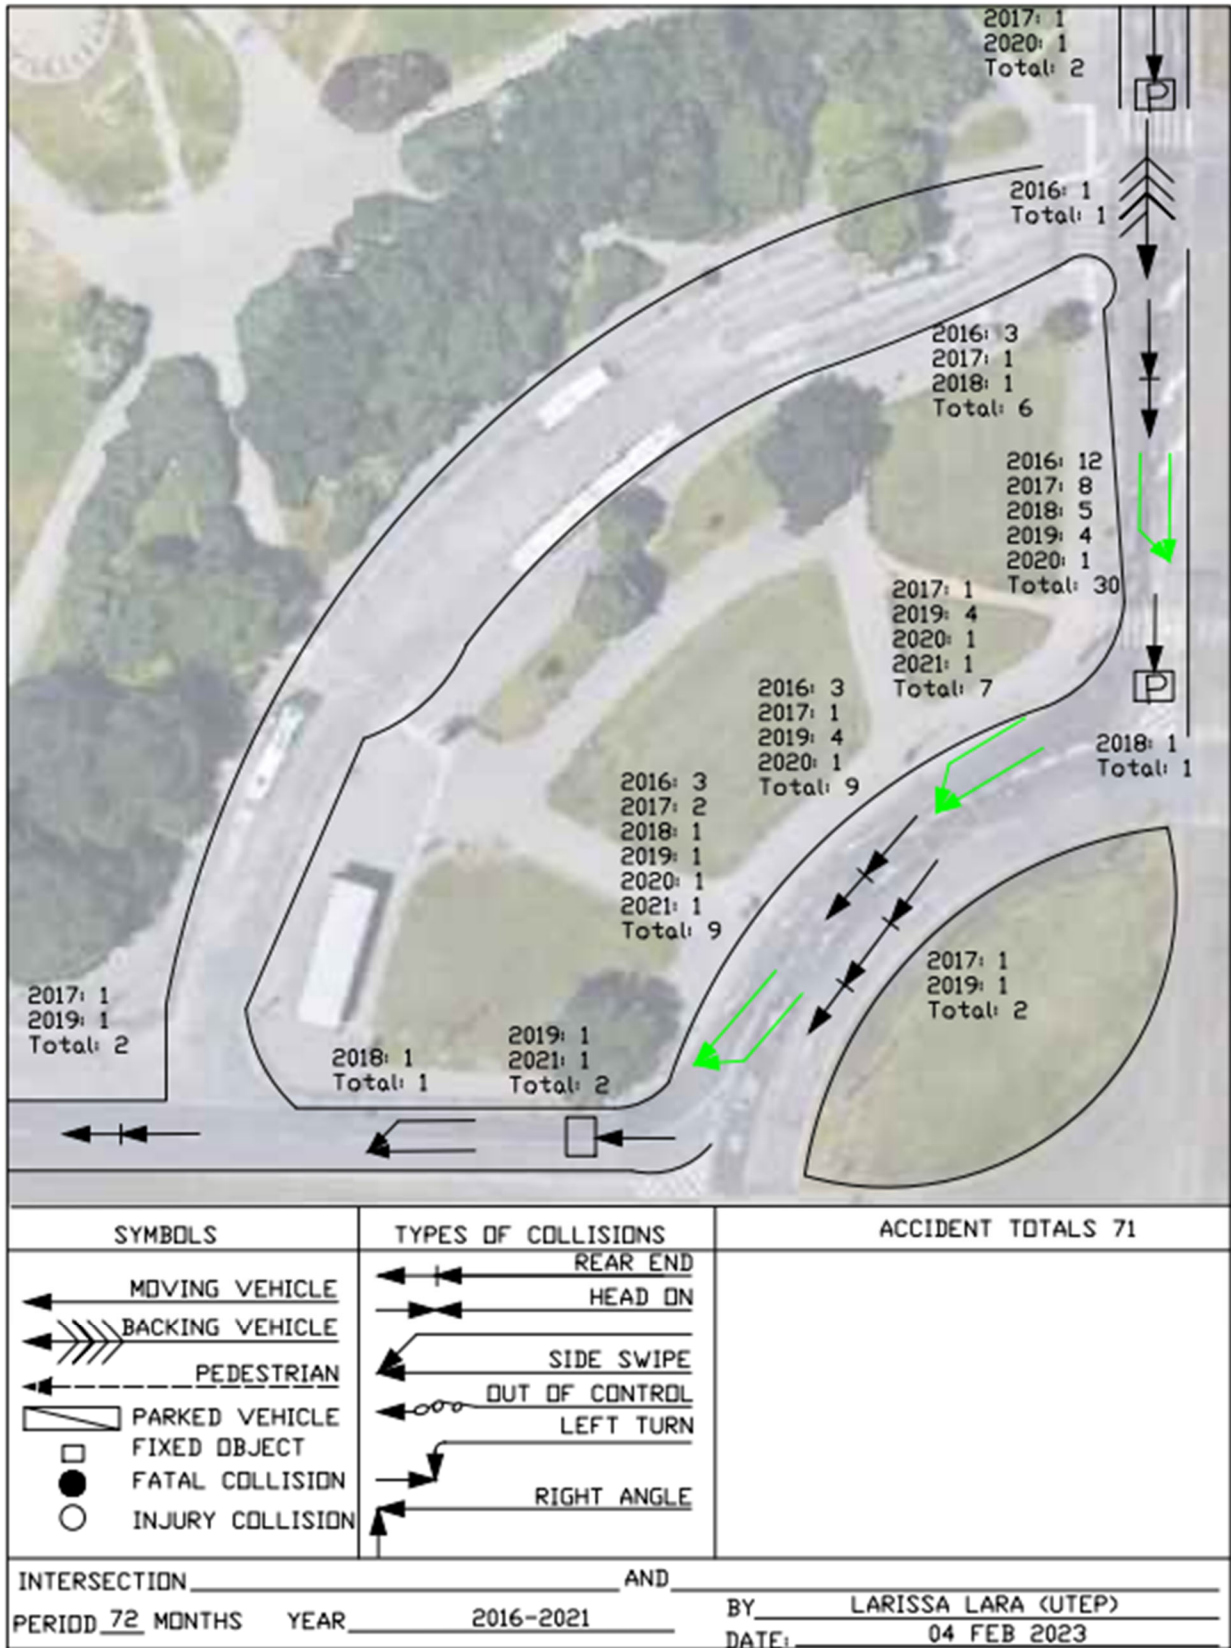 2017: 1
2020: 1
Total: 2
P
2016: 1
Total: 1
2016: 3
2017: 1
2018: 1
Total: 6
2016: 12
2017: 8
2018: 5
2019: 4
2020: 1
Total: 30
2017: 1
2019: 4
2020: 1
2021: 1
Total: 7
P
2016: 3
2017: 1
2019: 4
2020: 1
Total: 9
2018: 1
Total: 1
2016: 3
2017: 2
2018: 1
2019: 1
2020: 1
2021: 1
Total: 9
2017: 1
2019: 1
Total: 2
2017: 1
2019: 1
Total: 2
2018: 1
Total: 1
2019: 1
2021: 1
Total: 2
SYMBOLS
MOVING VEHICLE
BACKING VEHICLE
PEDESTRIAN
PARKED VEHICLE
FIXED OBJECT
FATAL COLLISION
INJURY COLLISION
TYPES OF COLLISIONS
REAR END
HEAD ON
SIDE SWIPE
OUT OF CONTROL
LEFT TURN
RIGHT ANGLE
ACCIDENT TOTALS 71
INTERSECTION AND
PERIOD 72 MONTHS YEAR 2016-2021
BY LARISSA LARA (UTEP)
DATE: 04 FEB 2023